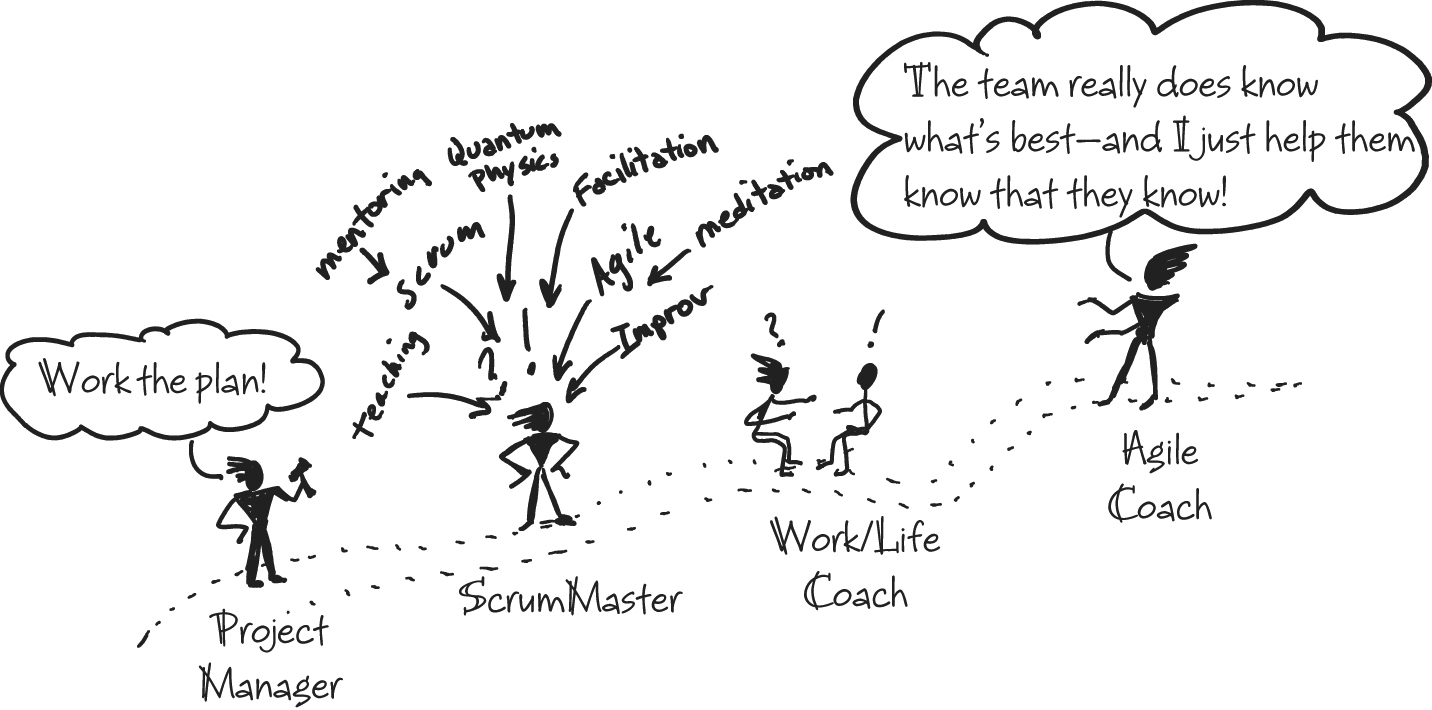 The team really does know
what's best—and I just help them
know that they know!
mentoring
Quantum
Physics
Facilitation
meditation
Scrum
Agile
Improv
teaching
? !
Work the plan!
? !
Project
Manager
ScrumMaster
Work/Life
Coach
Agile
Coach